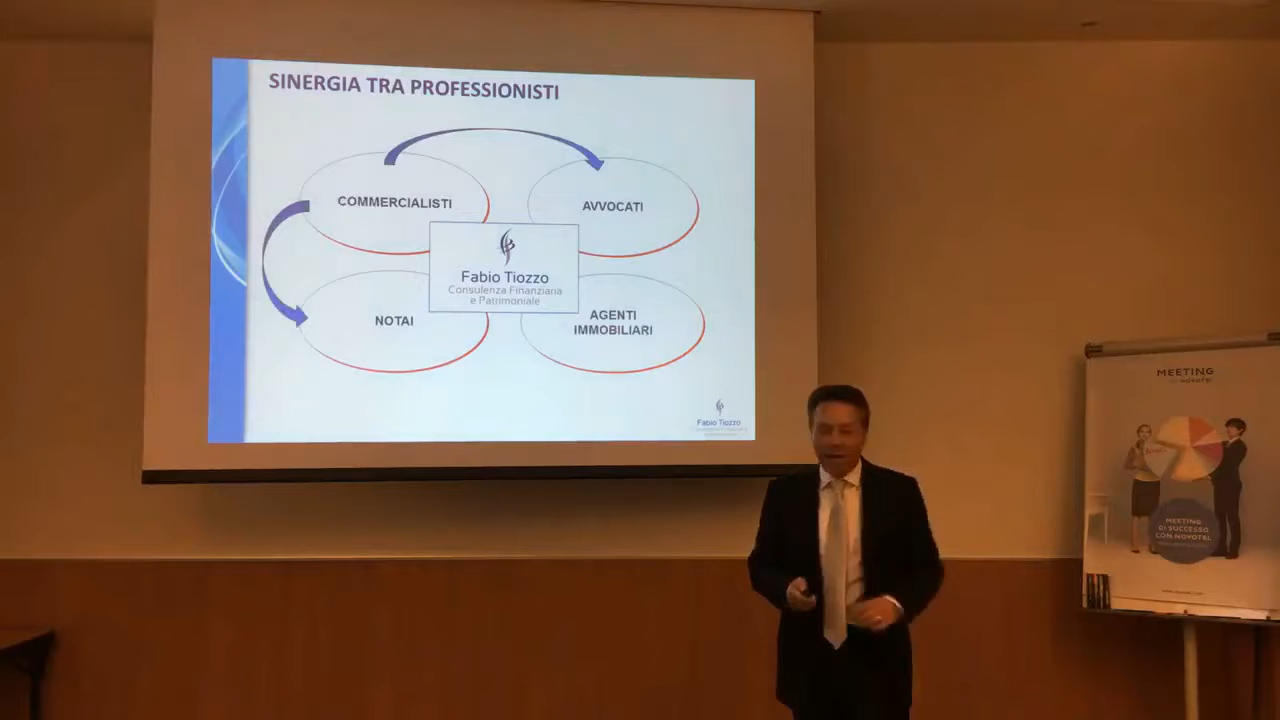 SINERGIA TRA PROFESSIONISTI
COMMERCIALISTI
AVVOCATI
Fabio Tiozzo
Consulenza Finanziaria
e Patrimoniale
NOTAI
AGENTI
IMMOBILIARI
Fabio Tiozzo
MEETING
NOVOTEL
MEETING
DI SUCCESSO
CON NOVOTEL